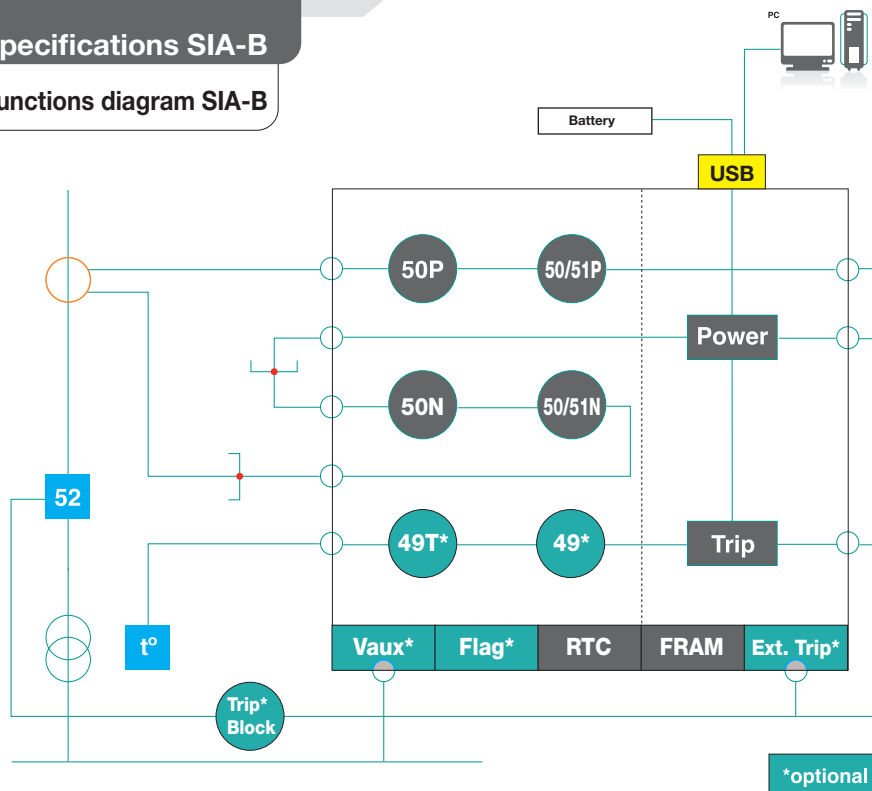 pecifications SIA-B
unctions diagram SIA-B
PC
Battery
USB
50P
50/51P
Power
50N
50/51N
52
49T*
49*
Trip
t°
Vaux*
Flag*
RTC
FRAM
Ext. Trip*
Trip*
Block
*optional